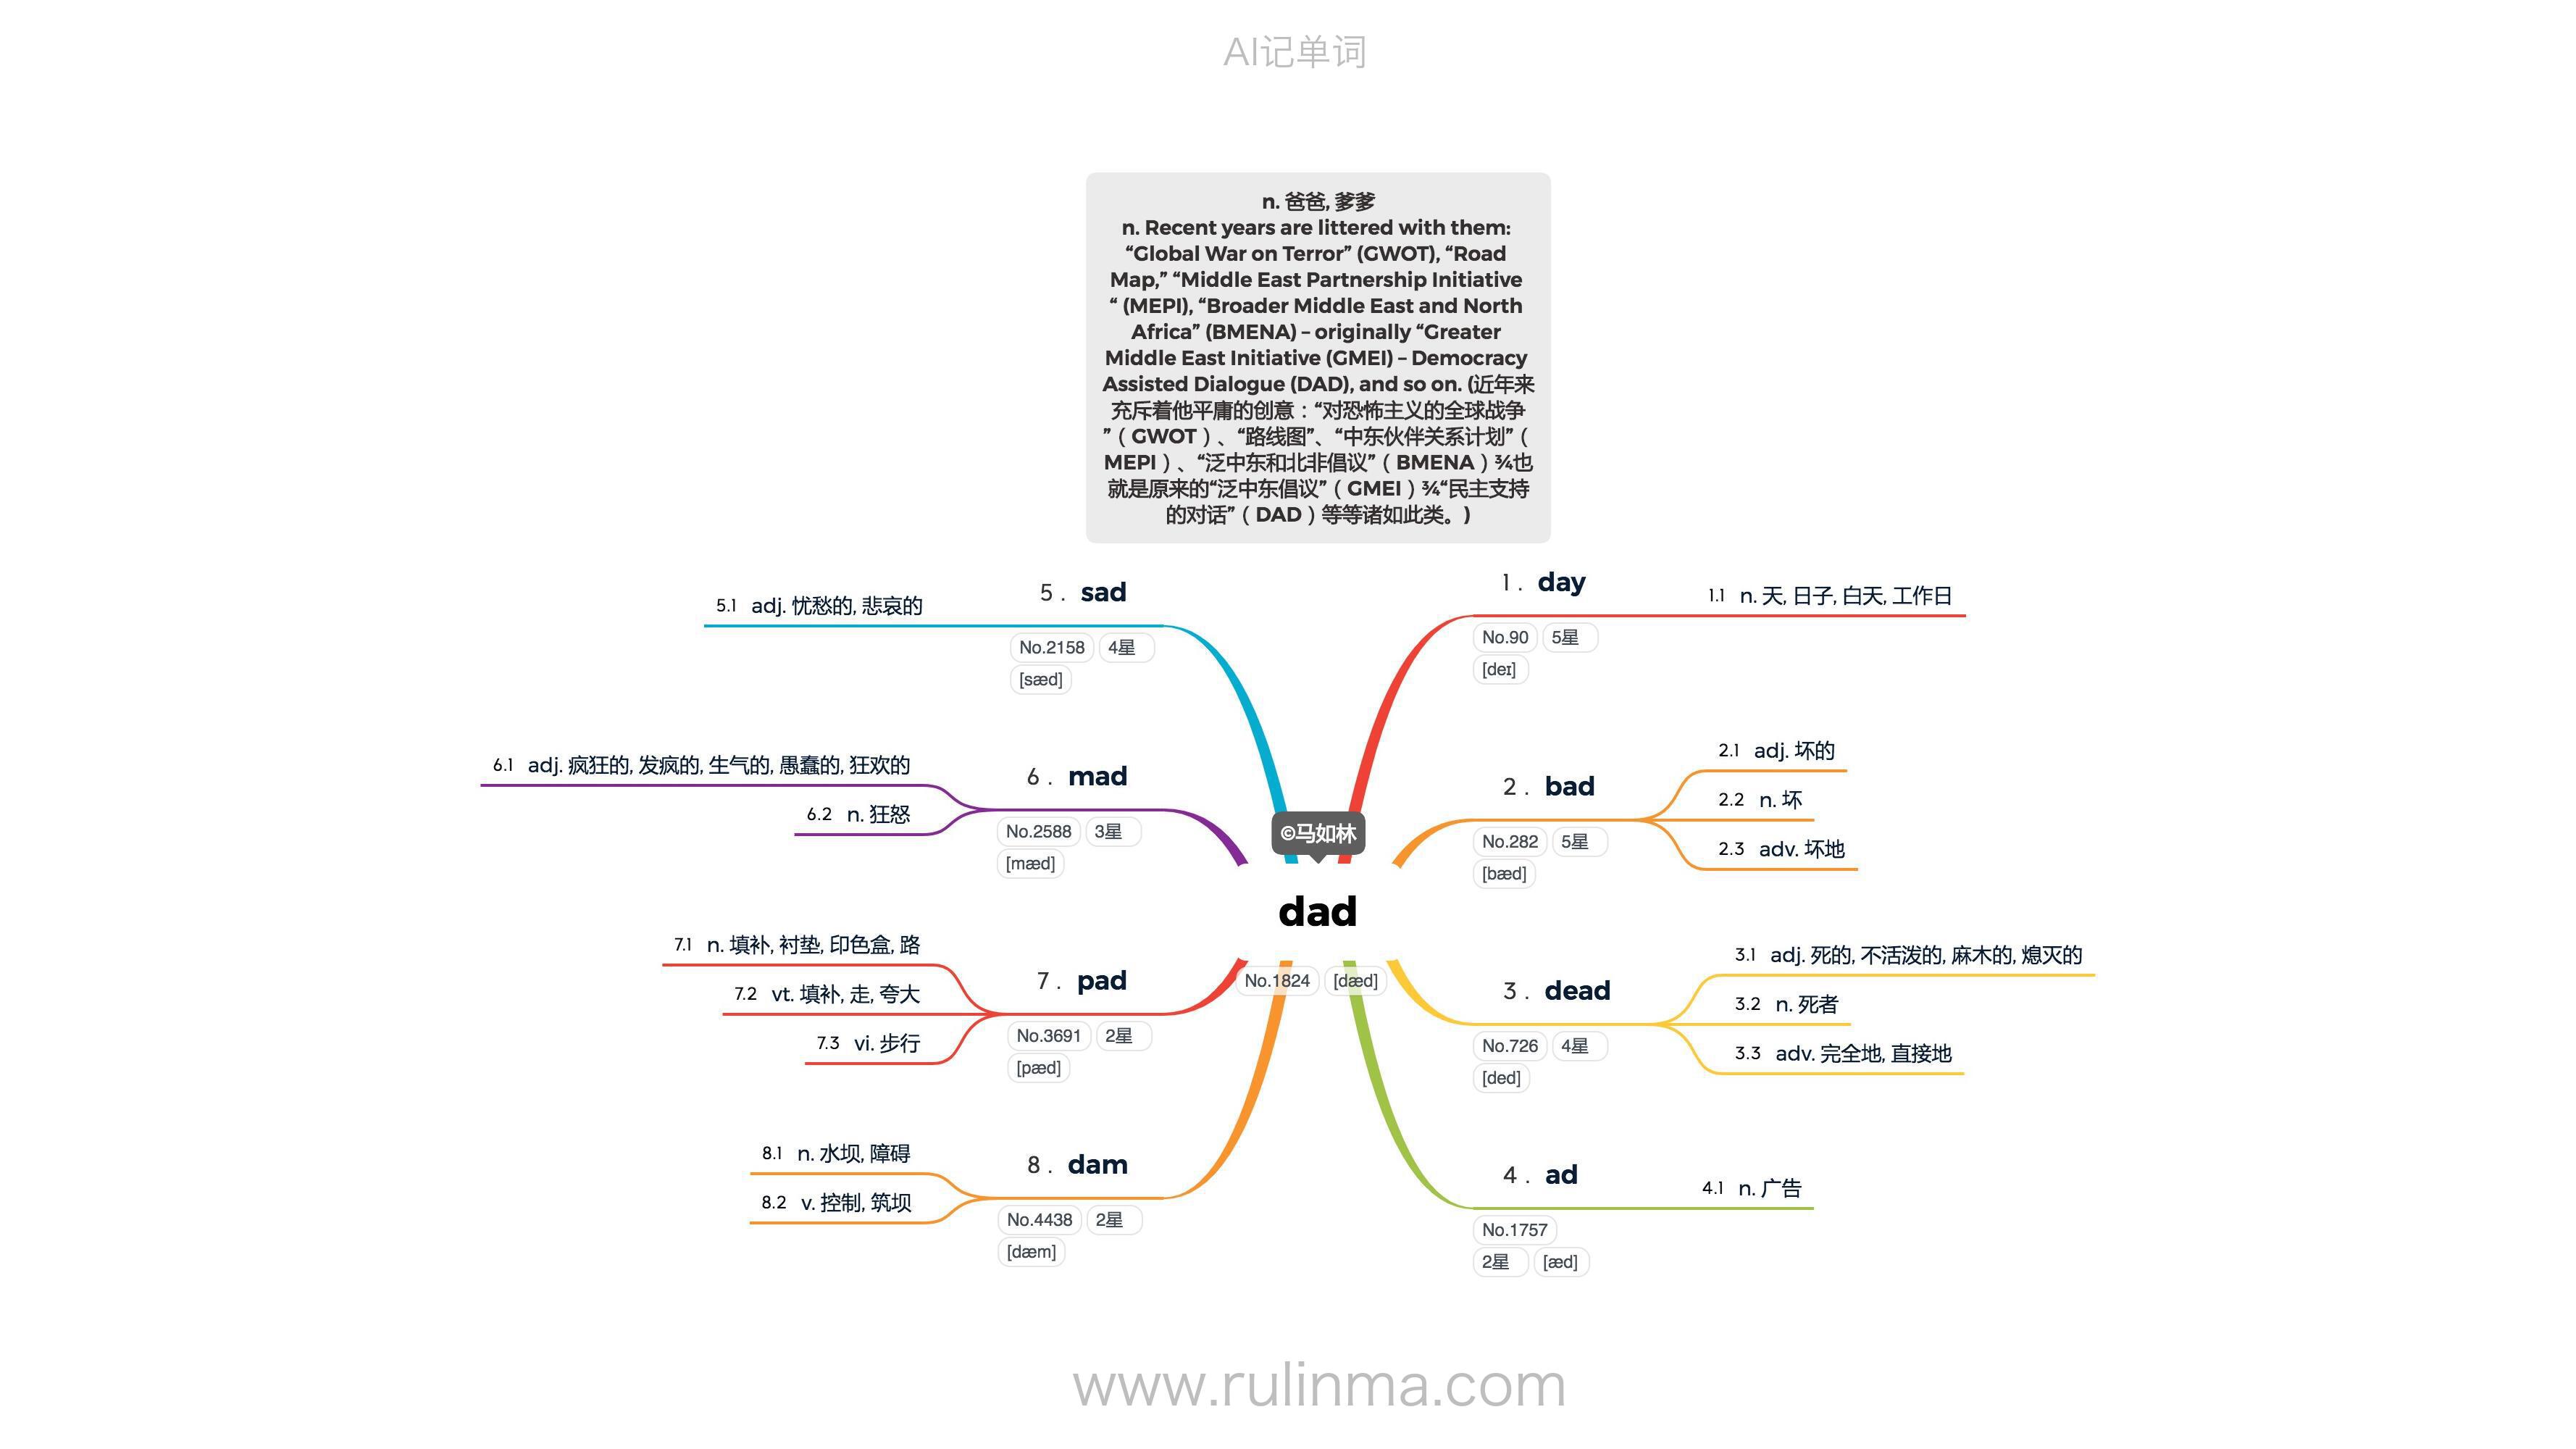 AI记单词
n. 爸爸, 爹爹
n. Recent years are littered with them:
“Global War on Terror” (GWOT), “Road
Map,” “Middle East Partnership Initiative
“ (MEPI), “Broader Middle East and North
Africa” (BMENA) – originally “Greater
Middle East Initiative (GMEI) – Democracy
Assisted Dialogue (DAD), and so on. (近年来
充斥着他平庸的创意：“对恐怖主义的全球战争
”（GWOT）、“路线图”、“中东伙伴关系计划”（
MEPI）、“泛中东和北非倡议”（BMENA）¾也
就是原来的“泛中东倡议”（GMEI）¾“民主支持
的对话”（DAD）等等诸如此类。)
©马如林
dad
No.1824 [dæd]
1 . day
No.90 5星
[deɪ]
1.1 n. 天, 日子, 白天, 工作日
2 . bad
No.282 5星
[bæd]
2.1 adj. 坏的
2.2 n. 坏
2.3 adv. 坏地
3 . dead
No.726 4星
[ded]
3.1 adj. 死的, 不活泼的, 麻木的, 熄灭的
3.2 n. 死者
3.3 adv. 完全地, 直接地
4 . ad
No.1757
2星 [æd]
4.1 n. 广告
5 . sad
No.2158 4星
[sæd]
5.1 adj. 忧愁的, 悲哀的
6 . mad
No.2588 3星
[mæd]
6.1 adj. 疯狂的, 发疯的, 生气的, 愚蠢的, 狂欢的
6.2 n. 狂怒
7 . pad
No.3691 2星
[pæd]
7.1 n. 填补, 衬垫, 印色盒, 路
7.2 vt. 填补, 走, 夸大
7.3 vi. 步行
8 . dam
No.4438 2星
[dæm]
8.1 n. 水坝, 障碍
8.2 v. 控制, 筑坝
www.rulinma.com